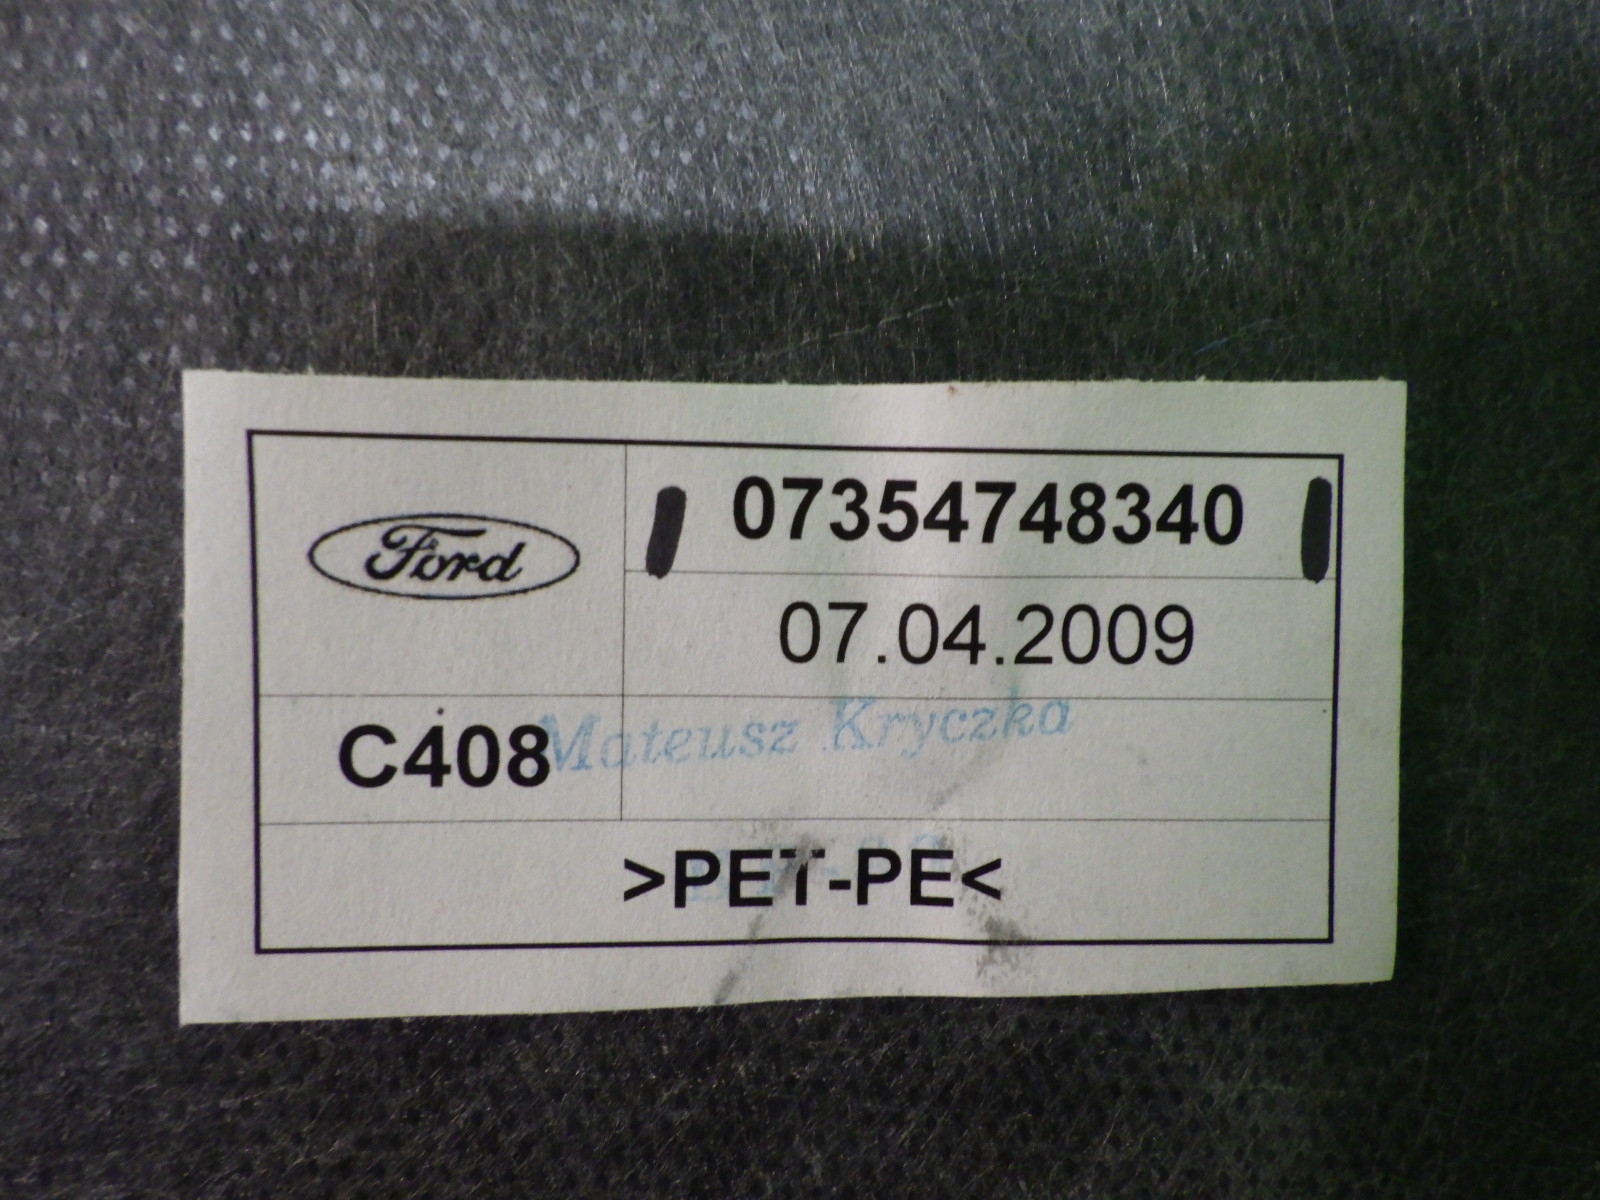 Ford
07354748340
07.04.2009
C408
Mateusz Kryczka
>PET-PE<